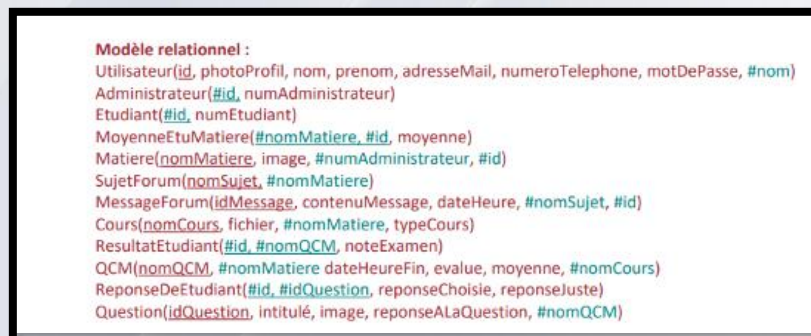 Modèle relationnel :
Utilisateur(id, photoProfil, nom, prenom, adresseMail, numeroTelephone, motDePasse, #nom)
Administrateur(#id, numAdministrateur)
Etudiant(#id, numEtudiant)
MoyenneEtuMatiere(#nomMatiere, #id, moyenne)
Matiere(nomMatiere, image, #numAdministrateur, #id)
SujetForum(nomSujet, #nomMatiere)
MessageForum(idMessage, contenuMessage, dateHeure, #nomSujet, #id)
Cours(nomCours, fichier, #nomMatiere, typeCours)
ResultatEtudiant(#id, #nomQCM, noteExamen)
QCM(nomQCM, #nomMatiere dateHeureFin, evalue, moyenne, #nomCours)
ReponseDeEtudiant(#id, #idQuestion, reponseChoisie, reponseJuste)
Question(idQuestion, intitulé, image, reponseALaQuestion, #nomQCM)